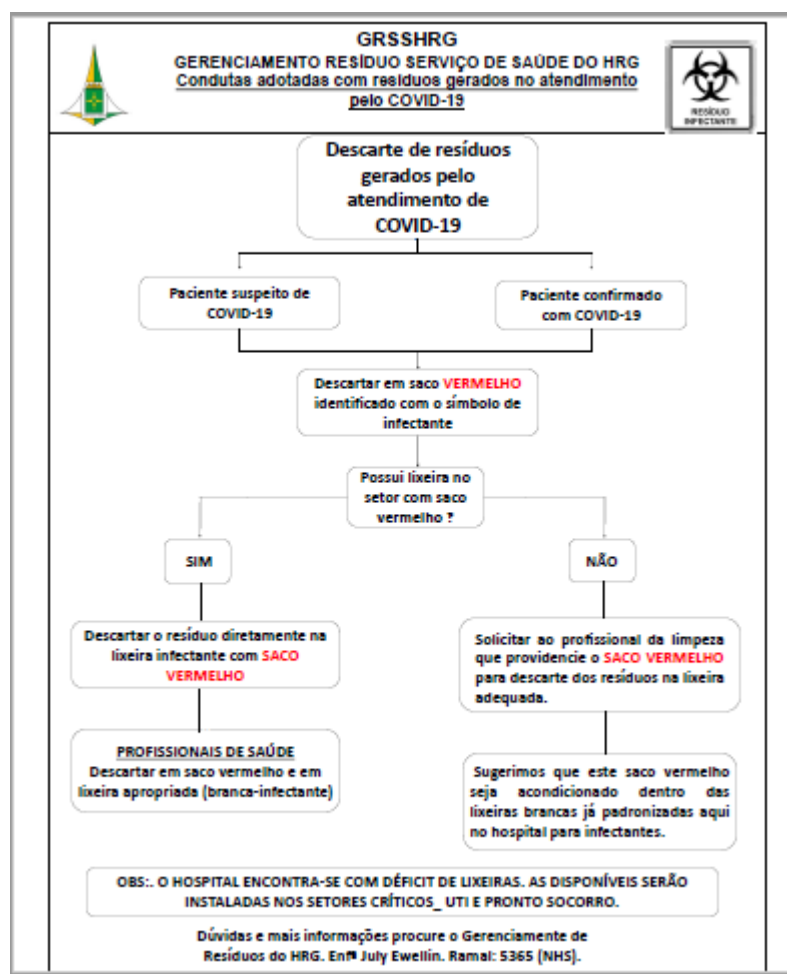 GRSSHRG
GERENCIAMENTO RESÍDUO SERVIÇO DE SAÚDE DO HRG
Condutas adotadas com resíduos gerados no atendimento
pelo COVID-19
RESÍDUO
INFECTANTE
Descarte de resíduos
gerados pelo
atendimento de
COVID-19
Paciente suspeito de
COVID-19
Paciente confirmado
com COVID-19
Descartar em saco VERMELHO
identificado com o símbolo de
infectante
Possui lixeira no
setor com saco
vermelho ?
SIM
NÃO
Descartar o resíduo diretamente na
lixeira infectante com SACO
VERMELHO
Solicitar ao profissional da limpeza
que providencie o SACO VERMELHO
para descarte dos resíduos na lixeira
adequada.
PROFISSIONAIS DE SAÚDE
Descartar em saco vermelho e em
lixeira apropriada (branca-infectante)
Sugerimos que este saco vermelho
seja acondicionado dentro das
lixeiras brancas já padronizadas aqui
no hospital para infectantes.
OBS:. O HOSPITAL ENCONTRA-SE COM DÉFICIT DE LIXEIRAS. AS DISPONÍVEIS SERÃO
INSTALADAS NOS SETORES CRÍTICOS_ UTI E PRONTO SOCORRO.
Dúvidas e mais informações procure o Gerenciamento de
Resíduos do HRG. Enfª July Ewellin. Ramal: 5365 (NHS).